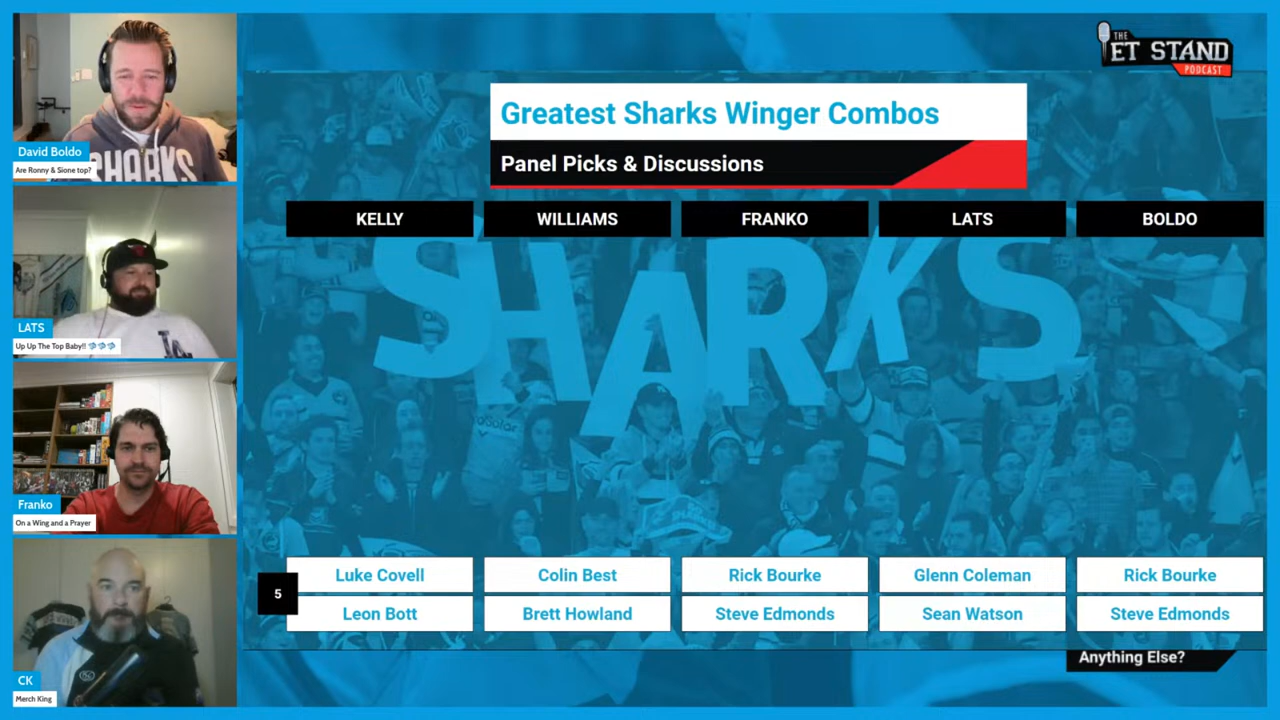 THE
ET STAND
PODCAST
Greatest Sharks Winger Combos
Panel Picks & Discussions
KELLY WILLIAMS FRANKO LATS BOLDO
SHARKS
5
Luke Covell Colin Best Rick Bourke Glenn Coleman Rick Bourke
Leon Bott Brett Howland Steve Edmonds Sean Watson Steve Edmonds
Anything Else?
SHARKS
David Boldo
Are Ronny & Sione top?
LA
LATS
Up Up The Top Baby!!
Franko
On a Wing and a Prayer
CK
Merch King